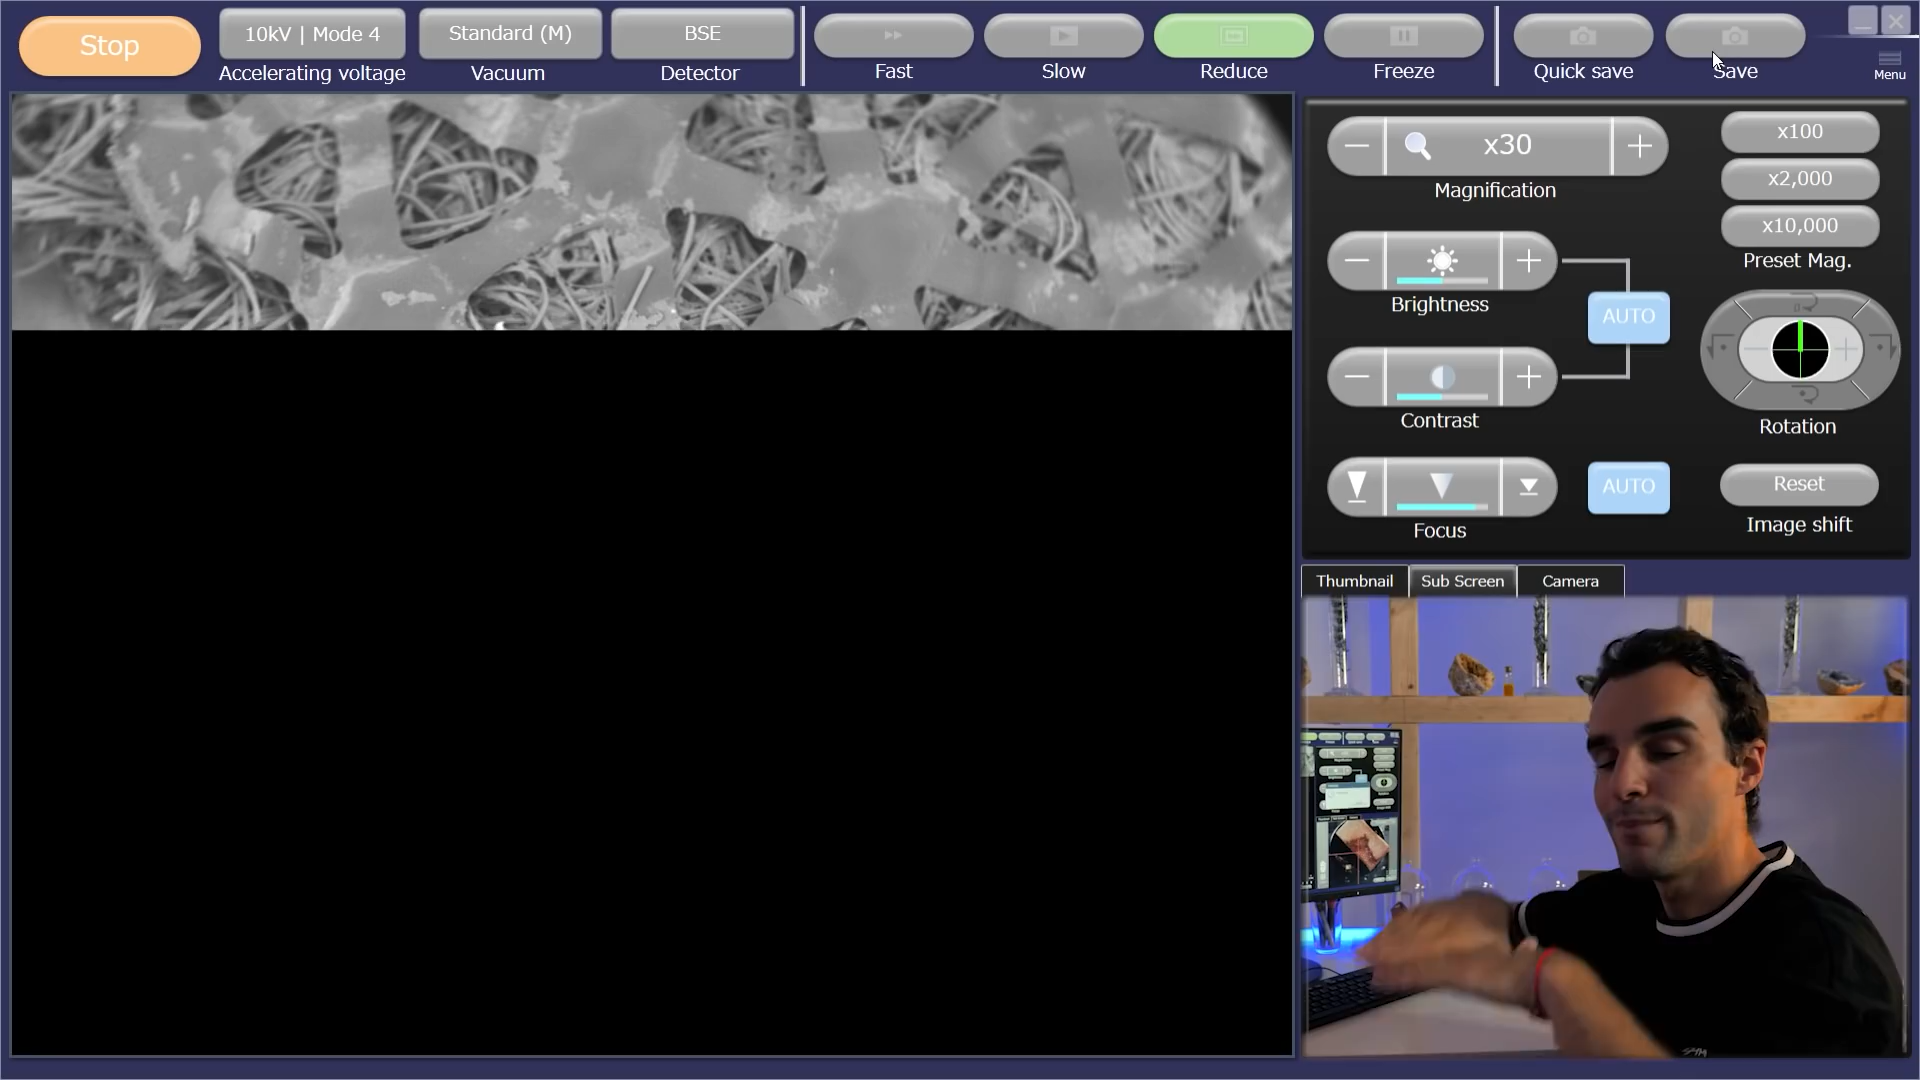 Stop
10kV | Mode 4
Accelerating voltage
Standard (M)
Vacuum
BSE
Detector
Fast
Slow
Reduce
Freeze
Quick save
Save
Menu
x30
Magnification
x100
x2,000
x10,000
Preset Mag.
Brightness
AUTO
Contrast
Rotation
Focus
AUTO
Reset
Image shift
Thumbnail
Sub Screen
Camera